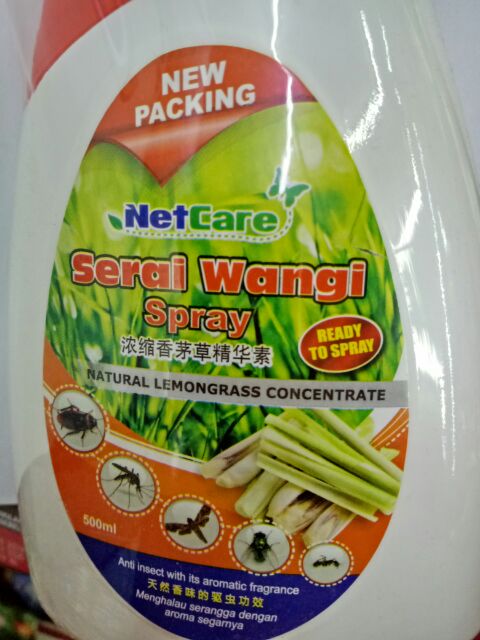 NEW
PACKING
NetCare
Serai Wangi
Spray
浓缩香茅草精华素
READY
TO SPRAY
NATURAL LEMONGRASS CONCENTRATE
500ml
Anti insect with its aromatic fragrance
天然香味的驱虫功效
Menghalau serangga dengan
aroma segarnya